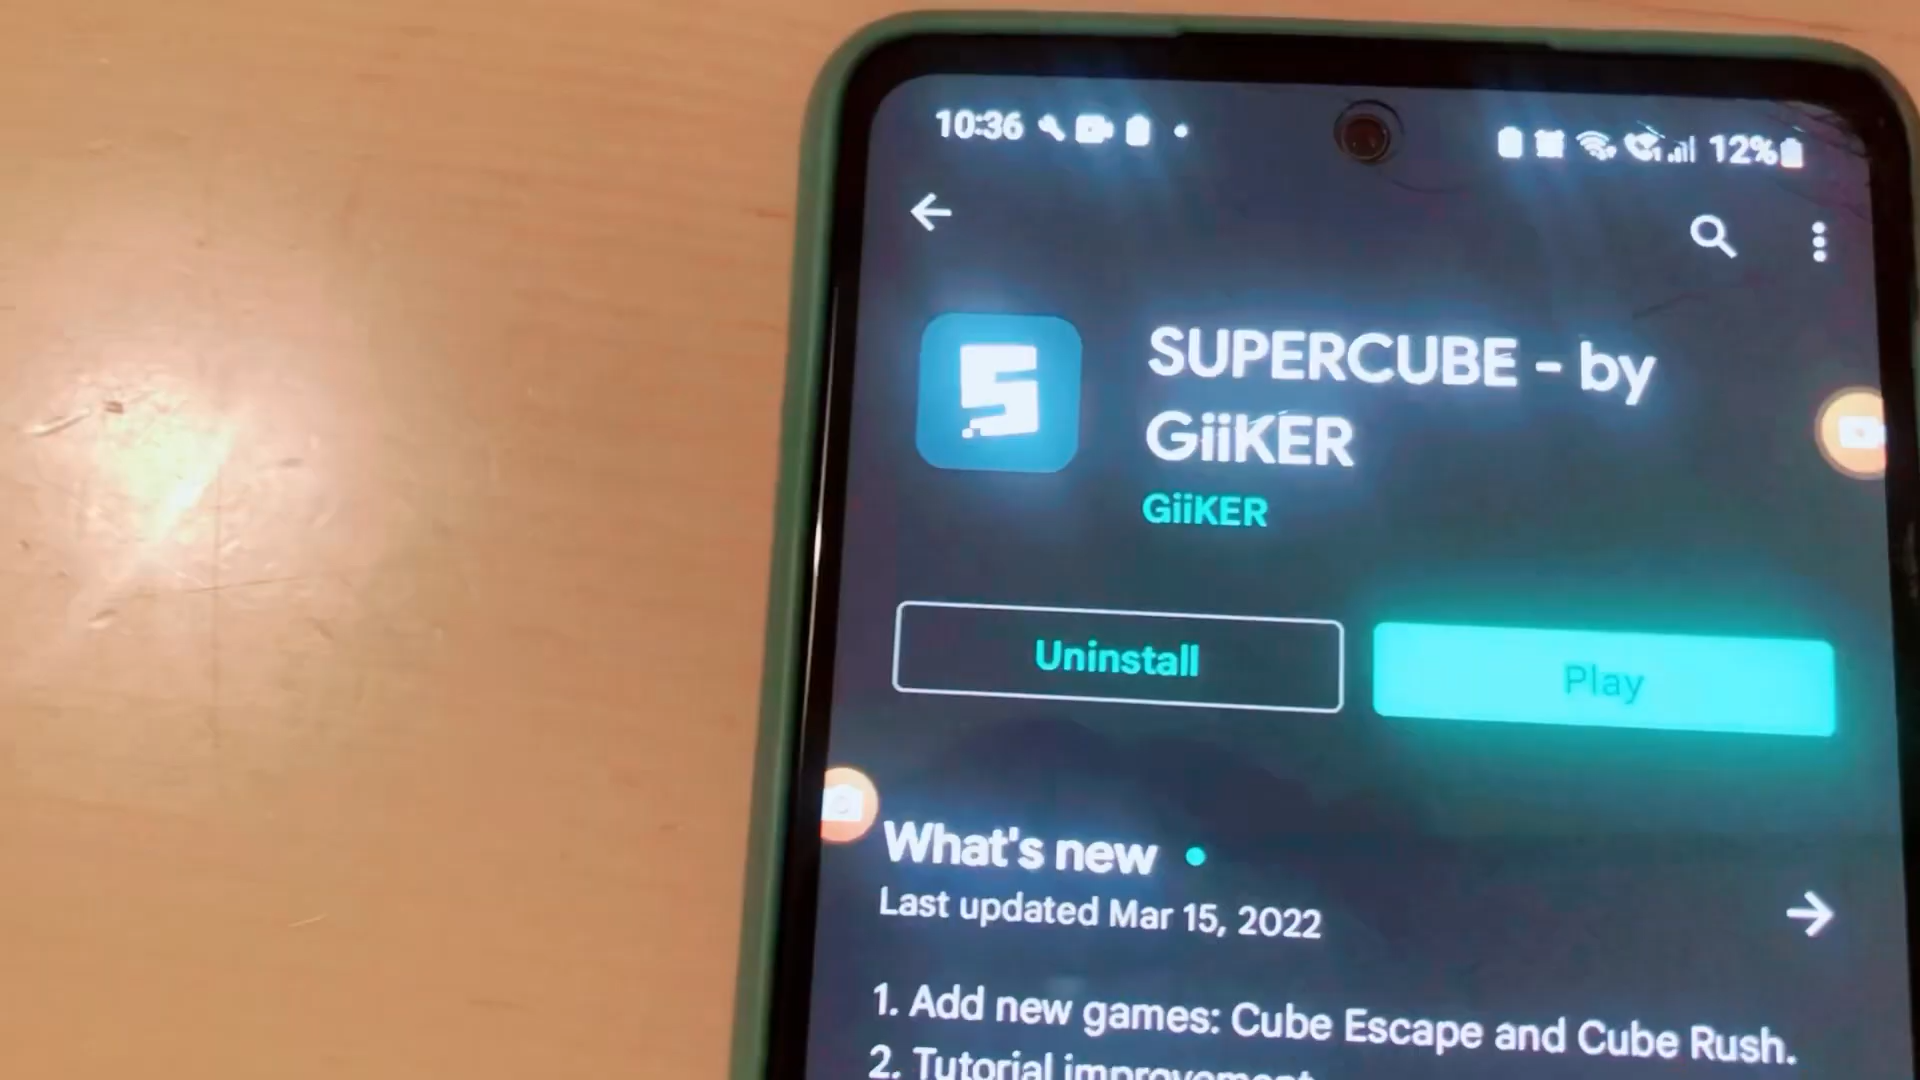 10:36
12%
SUPERCUBE - by
GiiKER
GiiKER
Uninstall
Play
What's new
Last updated Mar 15, 2022
1. Add new games: Cube Escape and Cube Rush.
2. Tutorial improvement